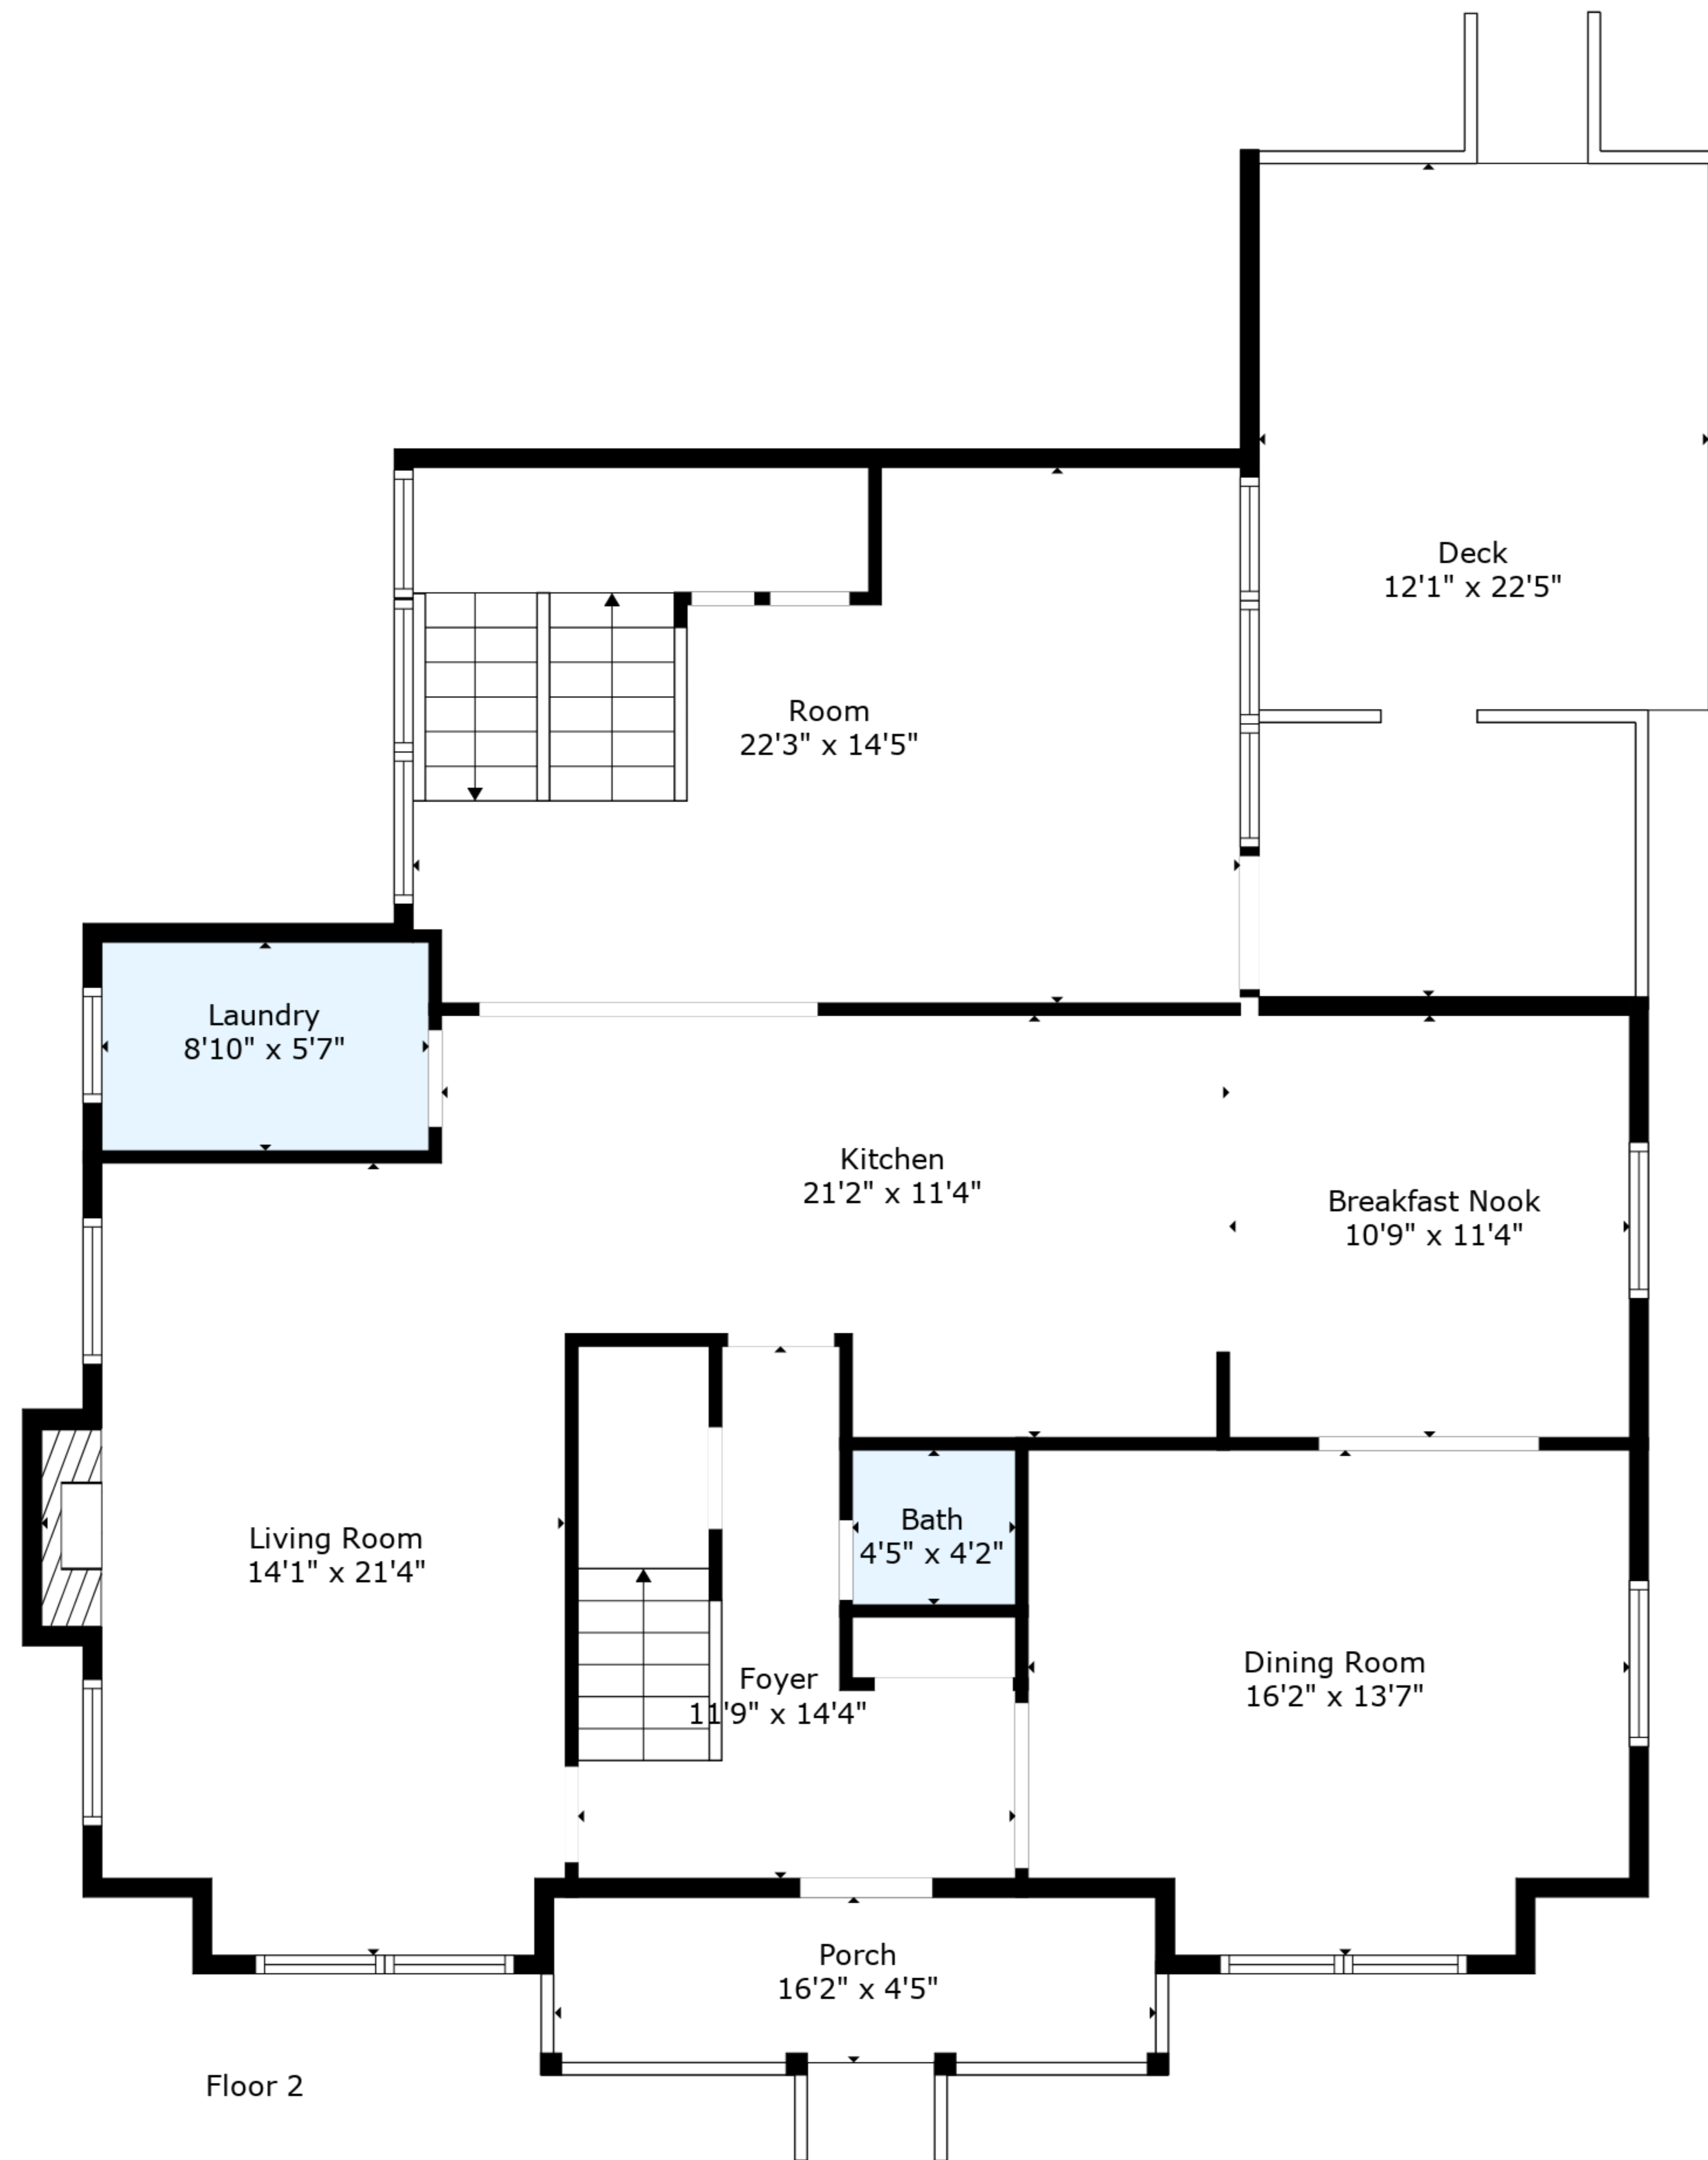 Deck
12'1" x 22'5"
Room
22'3" x 14'5"
Laundry
8'10" x 5'7"
Kitchen
21'2" x 11'4"
Breakfast Nook
10'9" x 11'4"
Living Room
14'1" x 21'4"
Bath
4'5" x 4'2"
Foyer
11'9" x 14'4"
Dining Room
16'2" x 13'7"
Porch
16'2" x 4'5"
Floor 2